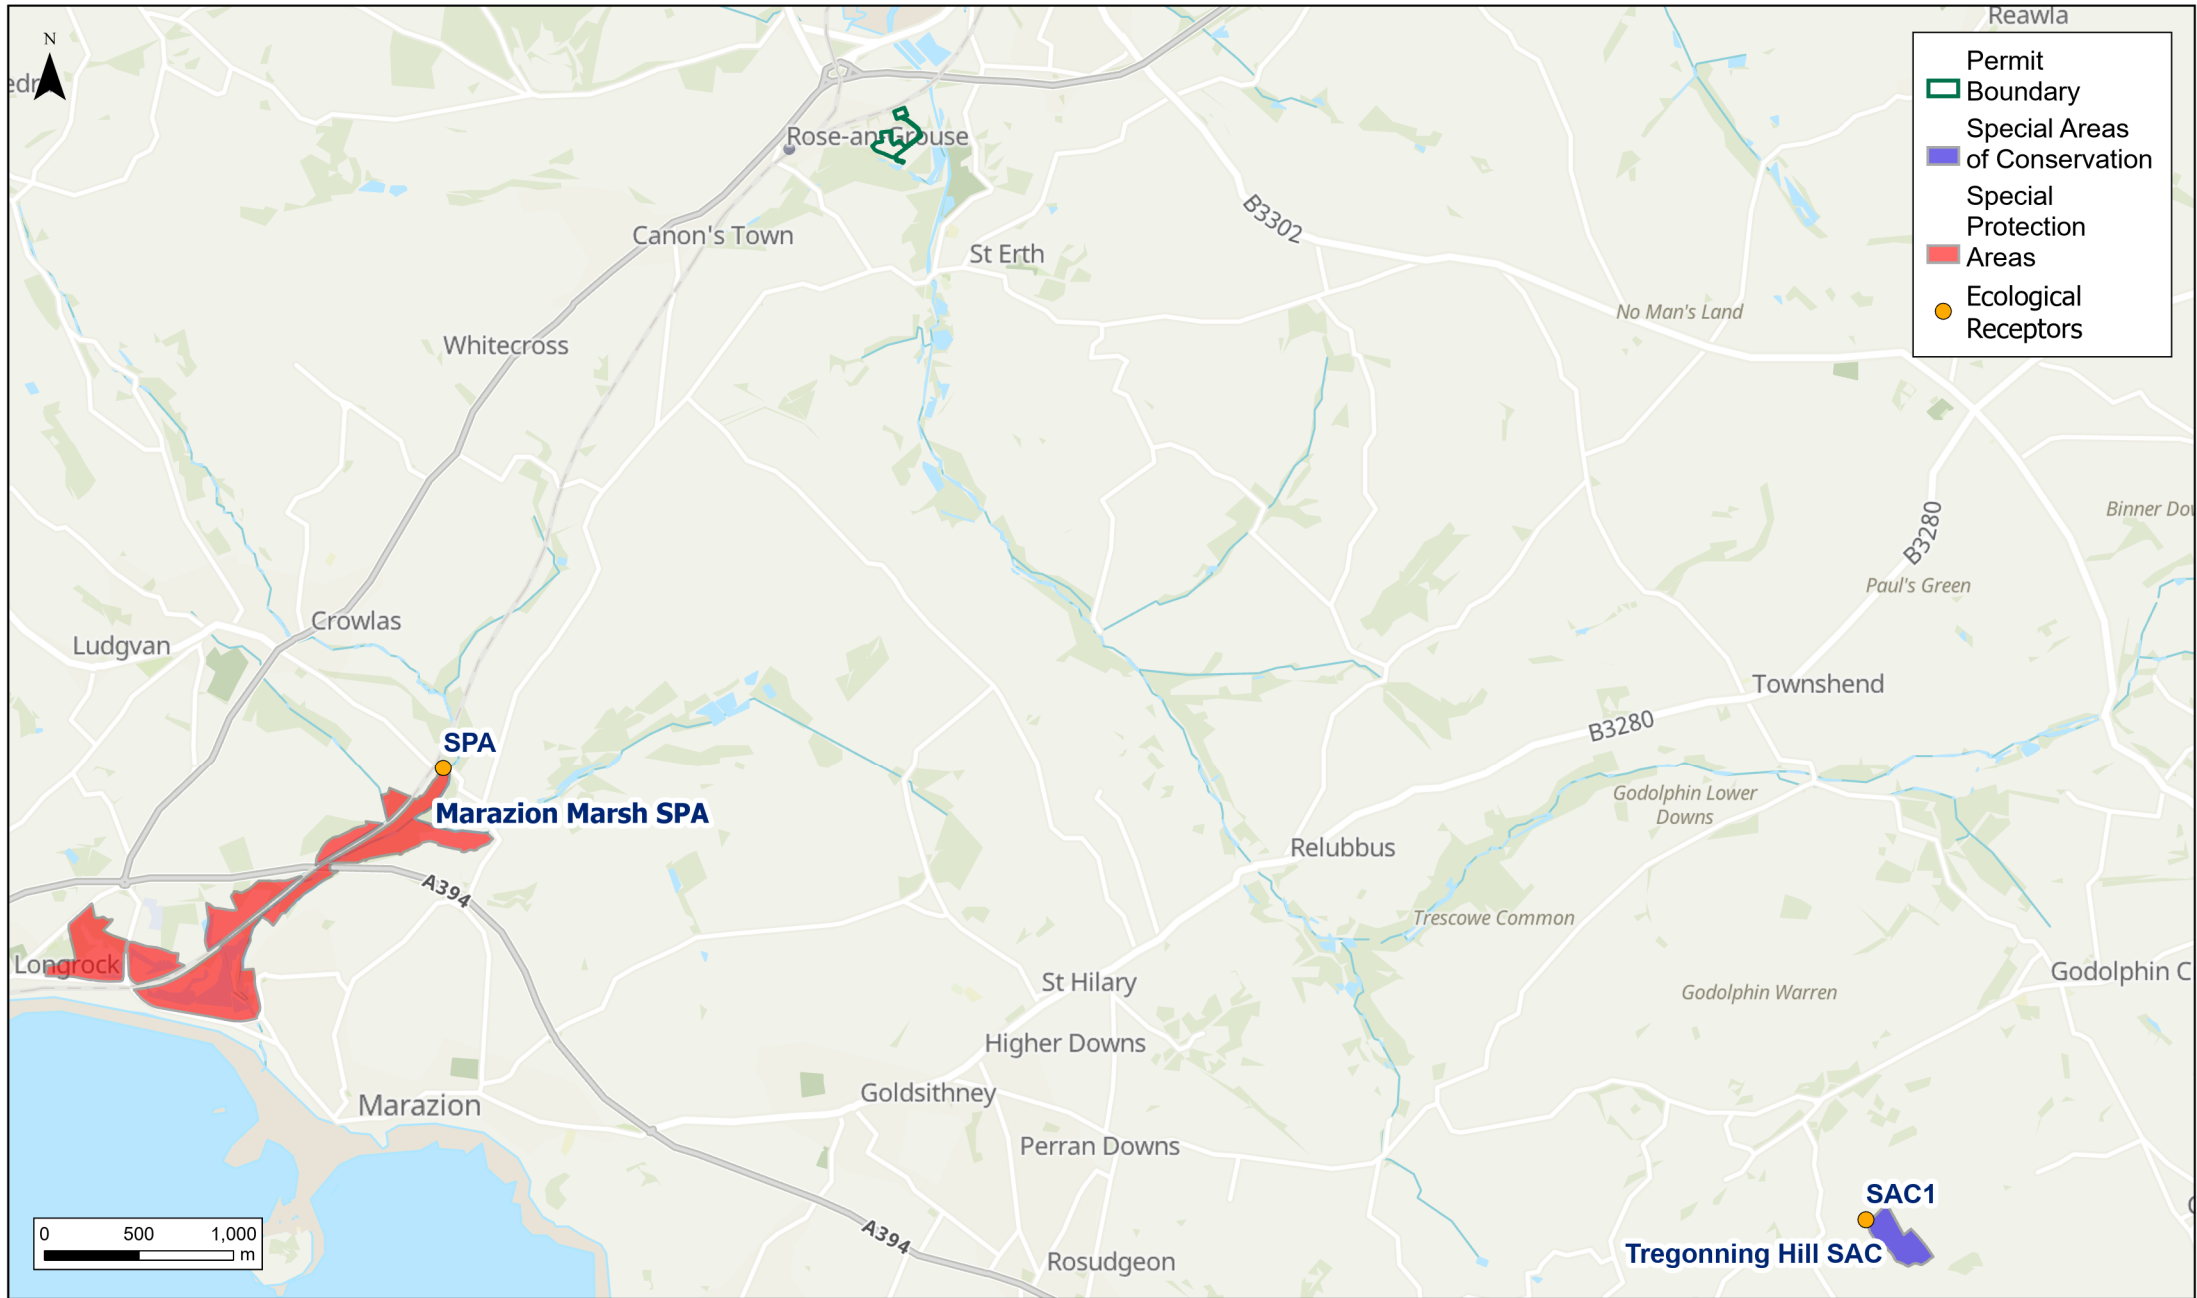 N
Reawla
edr
Permit
Boundary
Special Areas
of Conservation
Special
Protection
Areas
Ecological
Receptors
Rose-an-Grouse
B3302
Canon's Town
St Erth
No Man's Land
Whitecross
Binner Dow
B3280
Paul's Green
Crowlas
Ludgvan
Townshend
B3280
SPA
Marazion Marsh SPA
Godolphin Lower
Downs
Relubbus
A394
Trescowe Common
Longrock
Godolphin C
St Hilary
Godolphin Warren
Higher Downs
Goldsithney
Marazion
Perran Downs
SAC1
Tregonning Hill SAC
0 500 1,000
m
A394
Rosudgeon